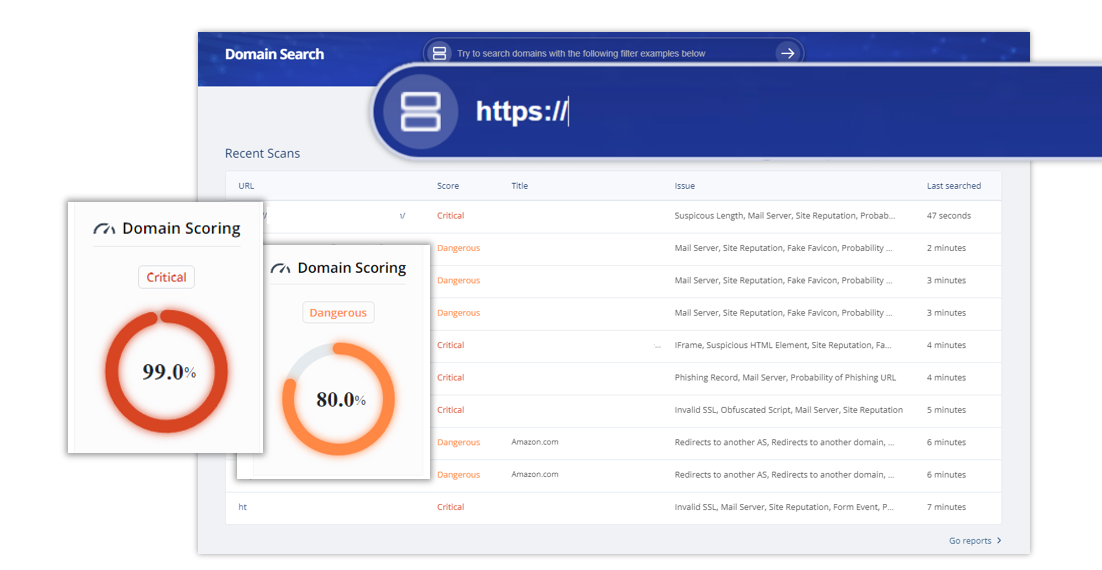 Domain Search
Try to search domains with the following filter examples below
https://
Recent Scans
URL Score Title Issue Last searched
/ 1/ Critical Suspicous Length, Mail Server, Site Reputation, Probab... 47 seconds
Dangerous Mail Server, Site Reputation, Fake Favicon, Probability ... 2 minutes
Dangerous Mail Server, Site Reputation, Fake Favicon, Probability ... 3 minutes
Dangerous Mail Server, Site Reputation, Fake Favicon, Probability ... 3 minutes
Critical ... IFrame, Suspicious HTML Element, Site Reputation, Fa... 4 minutes
Critical Phishing Record, Mail Server, Probability of Phishing URL 4 minutes
Critical Invalid SSL, Obfuscated Script, Mail Server, Site Reputation 5 minutes
Dangerous Amazon.com Redirects to another AS, Redirects to another domain, ... 6 minutes
Dangerous Amazon.com Redirects to another AS, Redirects to another domain, ... 6 minutes
ht Critical Invalid SSL, Mail Server, Site Reputation, Form Event, P... 7 minutes
Go reports
Domain Scoring
Critical
99.0%
Domain Scoring
Dangerous
80.0%